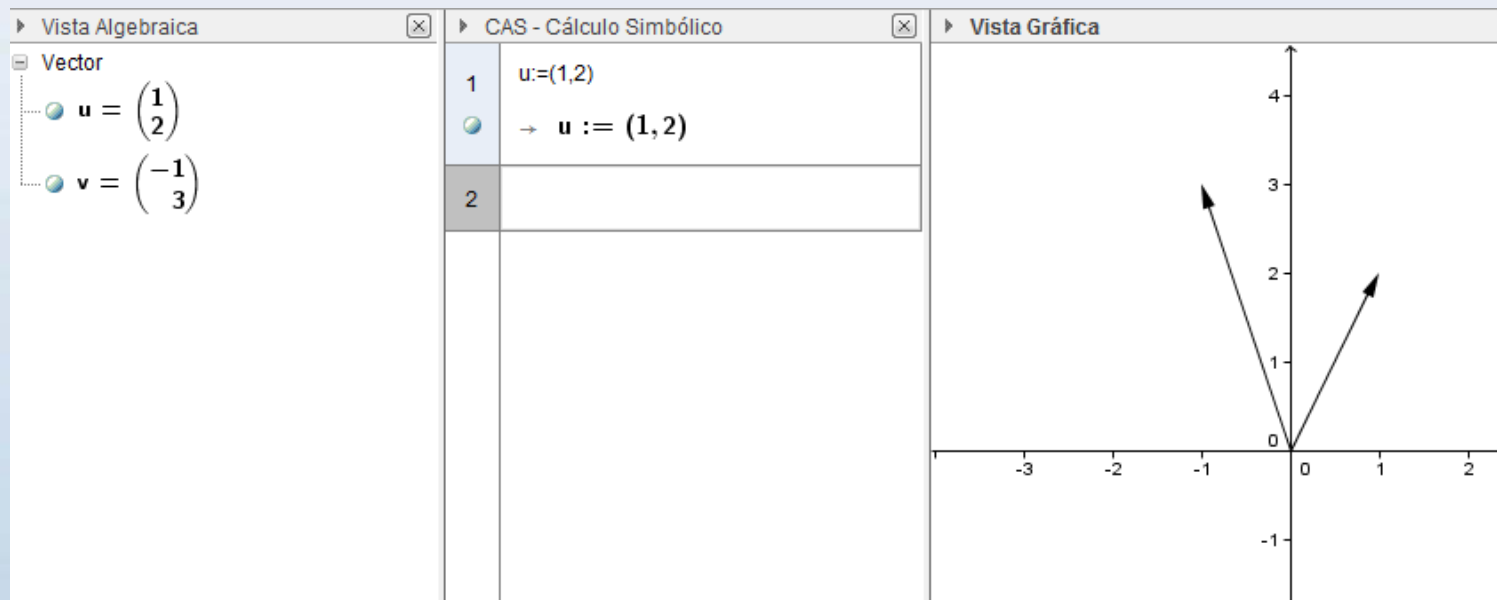 Vista Algebraica
Vector
u = (1
2)
v = (-1
3)
CAS - Cálculo Simbólico
1
u:=(1,2)
→ u := (1, 2)
2
Vista Gráfica
4
3
2
1
0
-3 -2 -1 0 1 2
-1